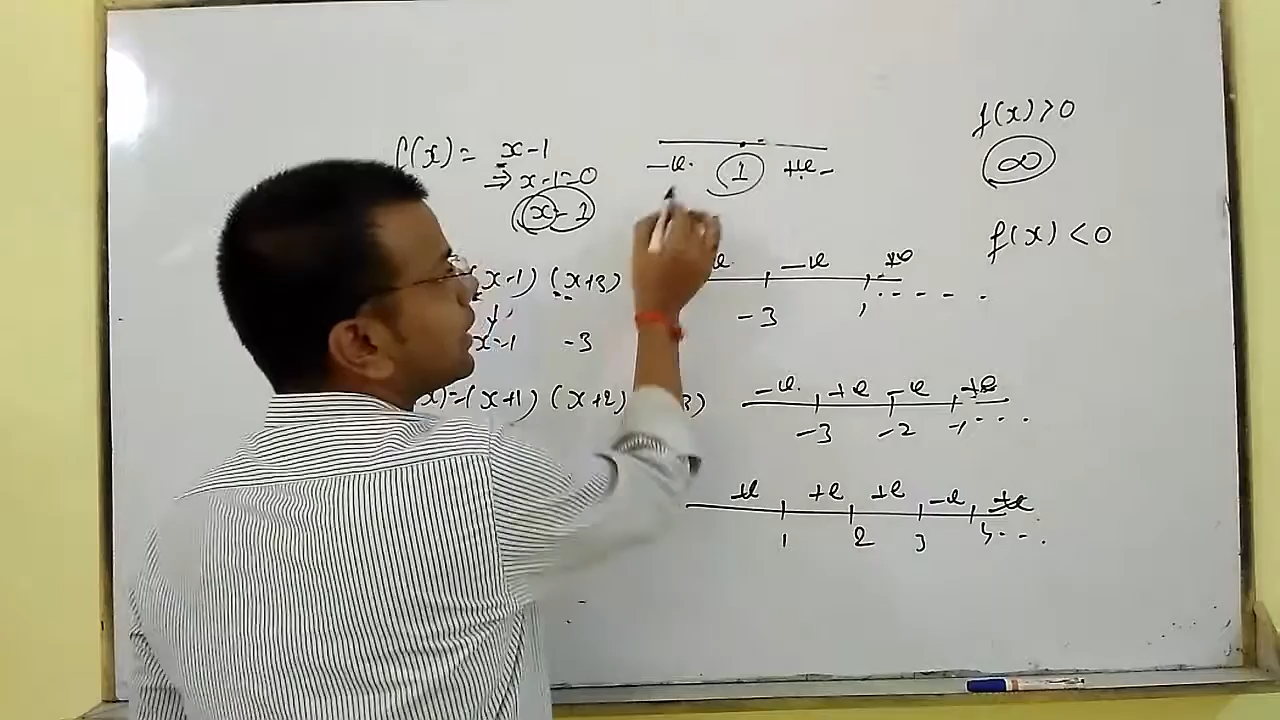 f(x) = x-1
⇒ x-1=0
x=1
-ve 1 +ve
f(x)>0
∞
f(x) < 0
(x-1) (x+3)
-ve +ve
-3 1
x=1 -3
x)=(x+1) (x+2) 3)
-ve +ve -ve +ve
-3 -2 -1
+ve +ve +ve -ve +ve
1 2 3